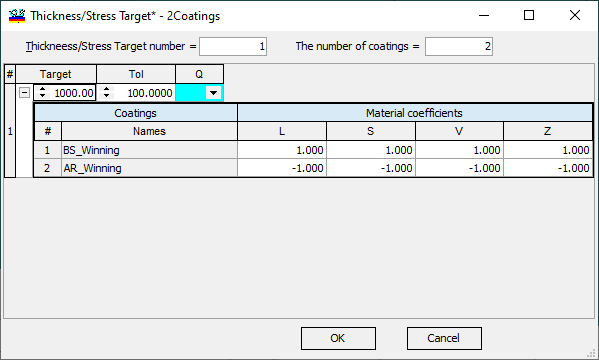 Thickness/Stress Target* - 2Coatings
Thickneess/Stress Target number = 1 The number of coatings = 2
# Target Tol Q
1000.00 100.0000
Coatings Material coefficients
# Names L S V Z
1
1 BS_Winning 1.000 1.000 1.000 1.000
2 AR_Winning -1.000 -1.000 -1.000 -1.000
OK Cancel